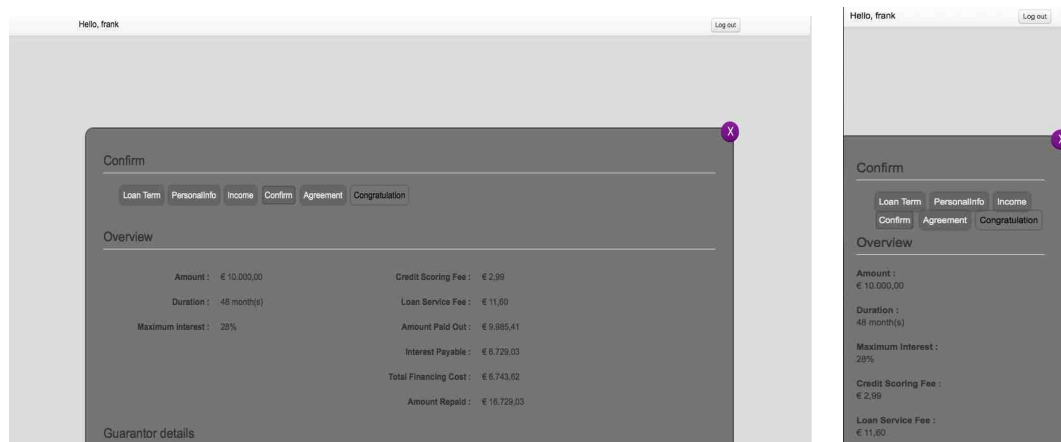 Hello, frank Log out
X
Confirm
Loan Term PersonalInfo Income Confirm Agreement Congratulation
Overview
Amount : € 10.000,00 Credit Scoring Fee : € 2,99
Duration : 48 month(s) Loan Service Fee : € 11,60
Maximum interest : 28% Amount Paid Out : € 9.985,41
Interest Payable : € 6.729,03
Total Financing Cost : € 6.743,62
Amount Repaid : € 16.729,03
Guarantor details
Hello, frank Log out
X
Confirm
Loan Term PersonalInfo Income
Confirm Agreement Congratulation
Overview
Amount :
€ 10.000,00
Duration :
48 month(s)
Maximum Interest :
28%
Credit Scoring Fee :
€ 2,99
Loan Service Fee :
€ 11,60